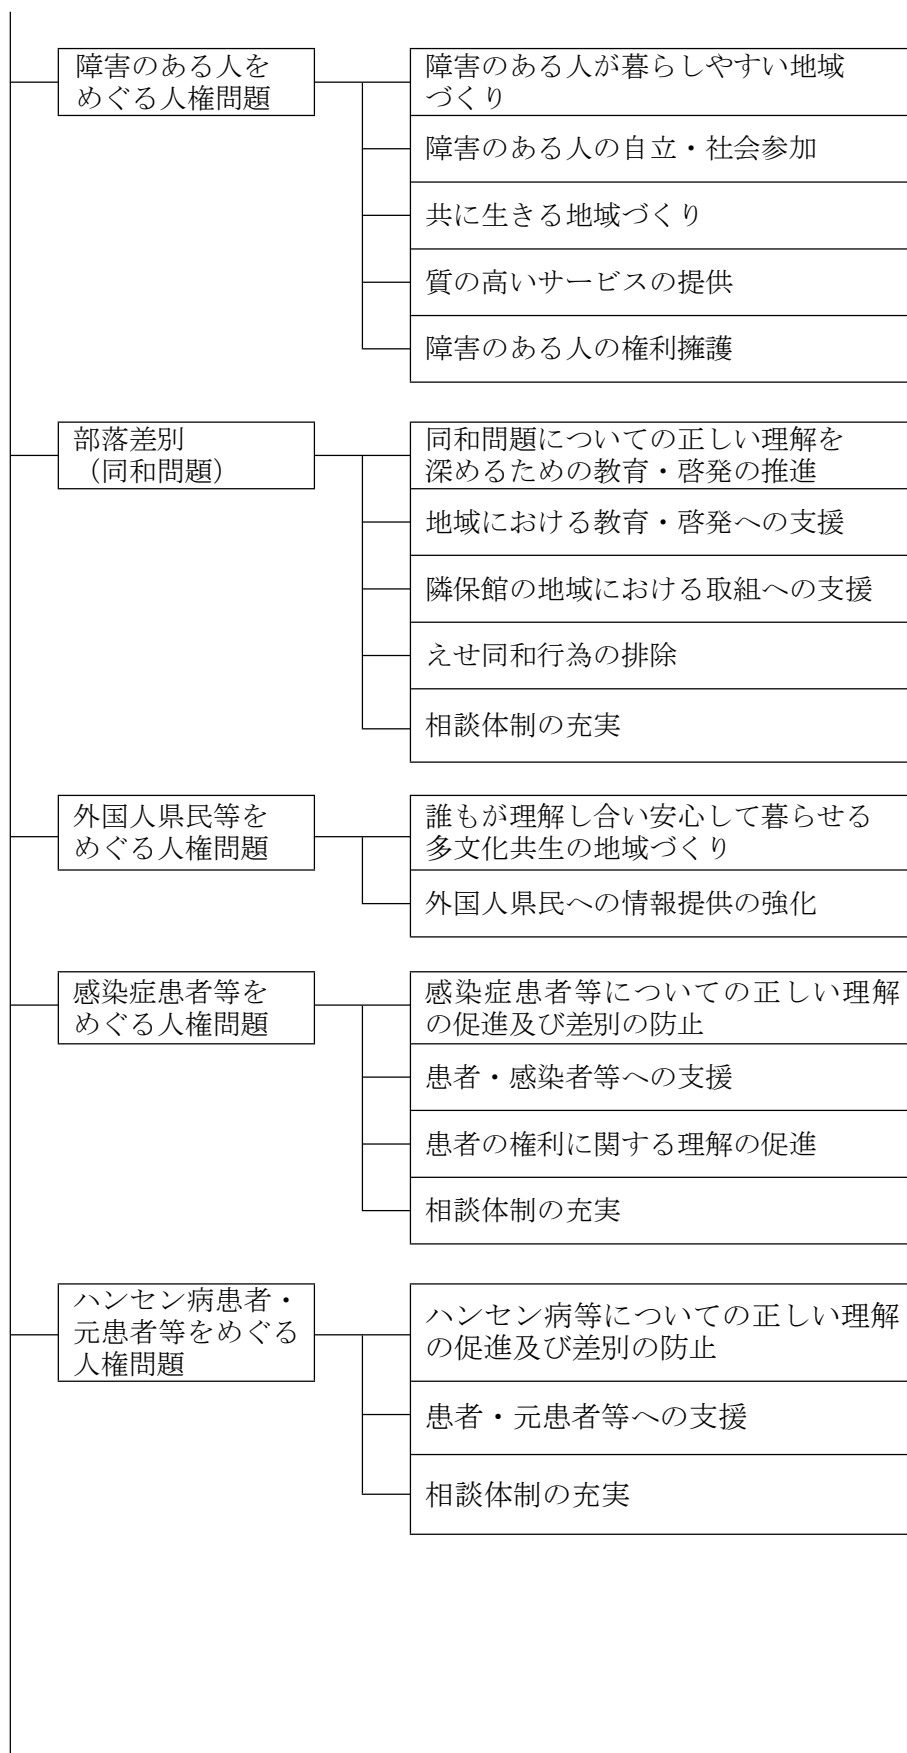 障害のある人を
めぐる人権問題
障害のある人が暮らしやすい地域
づくり
障害のある人の自立・社会参加
共に生きる地域づくり
質の高いサービスの提供
障害のある人の権利擁護
部落差別
（同和問題）
同和問題についての正しい理解を
深めるための教育・啓発の推進
地域における教育・啓発への支援
隣保館の地域における取組への支援
えせ同和行為の排除
相談体制の充実
外国人県民等を
めぐる人権問題
誰もが理解し合い安心して暮らせる
多文化共生の地域づくり
外国人県民への情報提供の強化
感染症患者等を
めぐる人権問題
感染症患者等についての正しい理解
の促進及び差別の防止
患者・感染者等への支援
患者の権利に関する理解の促進
相談体制の充実
ハンセン病患者・
元患者等をめぐる
人権問題
ハンセン病等についての正しい理解
の促進及び差別の防止
患者・元患者等への支援
相談体制の充実